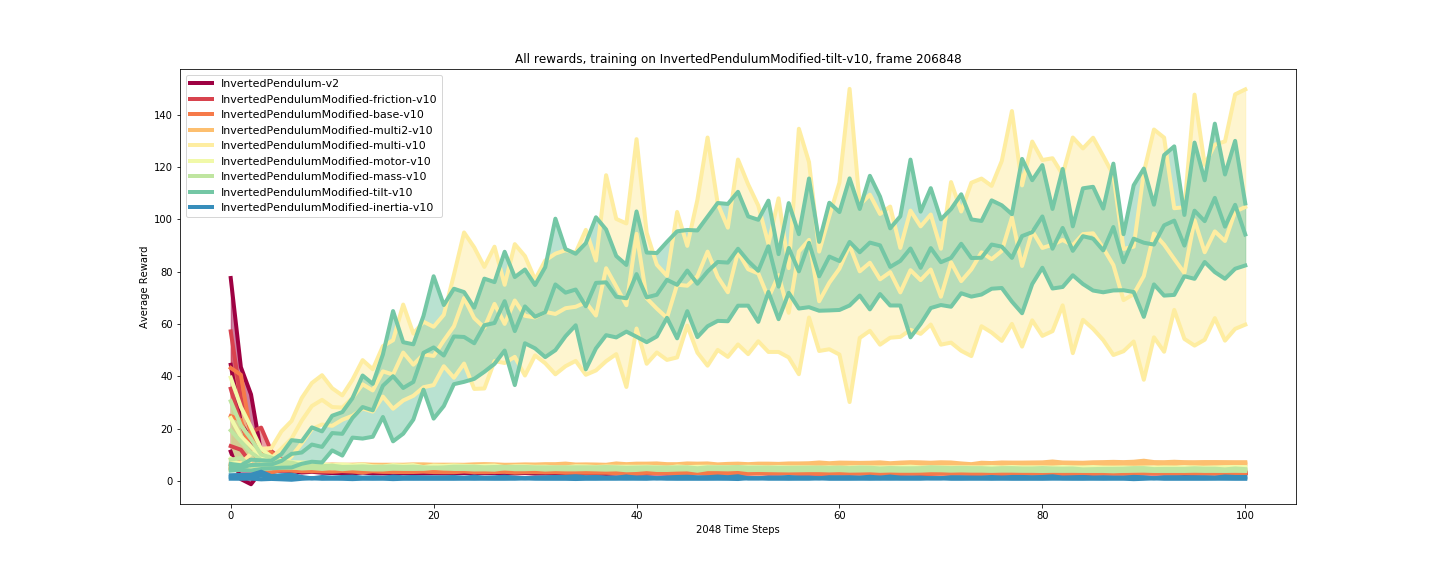 All rewards, training on InvertedPendulumModified-tilt-v10, frame 206848
InvertedPendulum-v2
InvertedPendulumModified-friction-v10
InvertedPendulumModified-base-v10
InvertedPendulumModified-multi2-v10
InvertedPendulumModified-multi-v10
InvertedPendulumModified-motor-v10
InvertedPendulumModified-mass-v10
InvertedPendulumModified-tilt-v10
InvertedPendulumModified-inertia-v10
Average Reward
140
120
100
80
60
40
20
0
0 20 40 60 80 100
2048 Time Steps